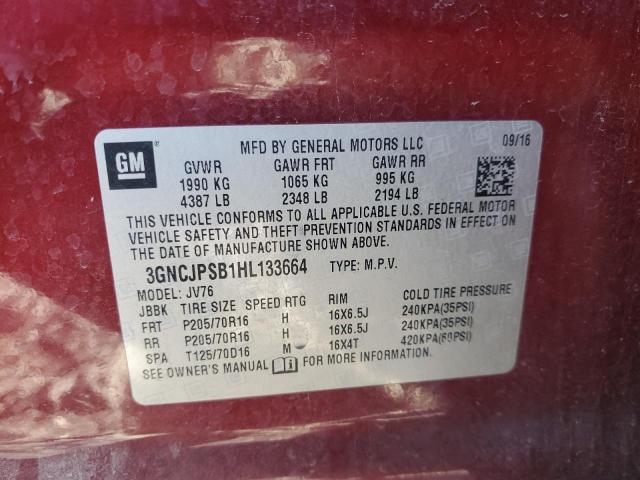 GM ®
MFD BY GENERAL MOTORS LLC 09/16
GVWR GAWR FRT GAWR RR
1990 KG 1065 KG 995 KG
4387 LB 2348 LB 2194 LB
THIS VEHICLE CONFORMS TO ALL APPLICABLE U.S. FEDERAL MOTOR
VEHICLE SAFETY AND THEFT PREVENTION STANDARDS IN EFFECT ON
THE DATE OF MANUFACTURE SHOWN ABOVE.
3GNCJPSB1HL133664 TYPE: M.P.V.
MODEL: JV76
JBBK TIRE SIZE SPEED RTG RIM COLD TIRE PRESSURE
FRT P205/70R16 H 16X6.5J 240KPA(35PSI)
RR P205/70R16 H 16X6.5J 240KPA(35PSI)
SPA T125/70D16 M 16X4T 420KPA(60PSI)
SEE OWNER'S MANUAL FOR MORE INFORMATION.